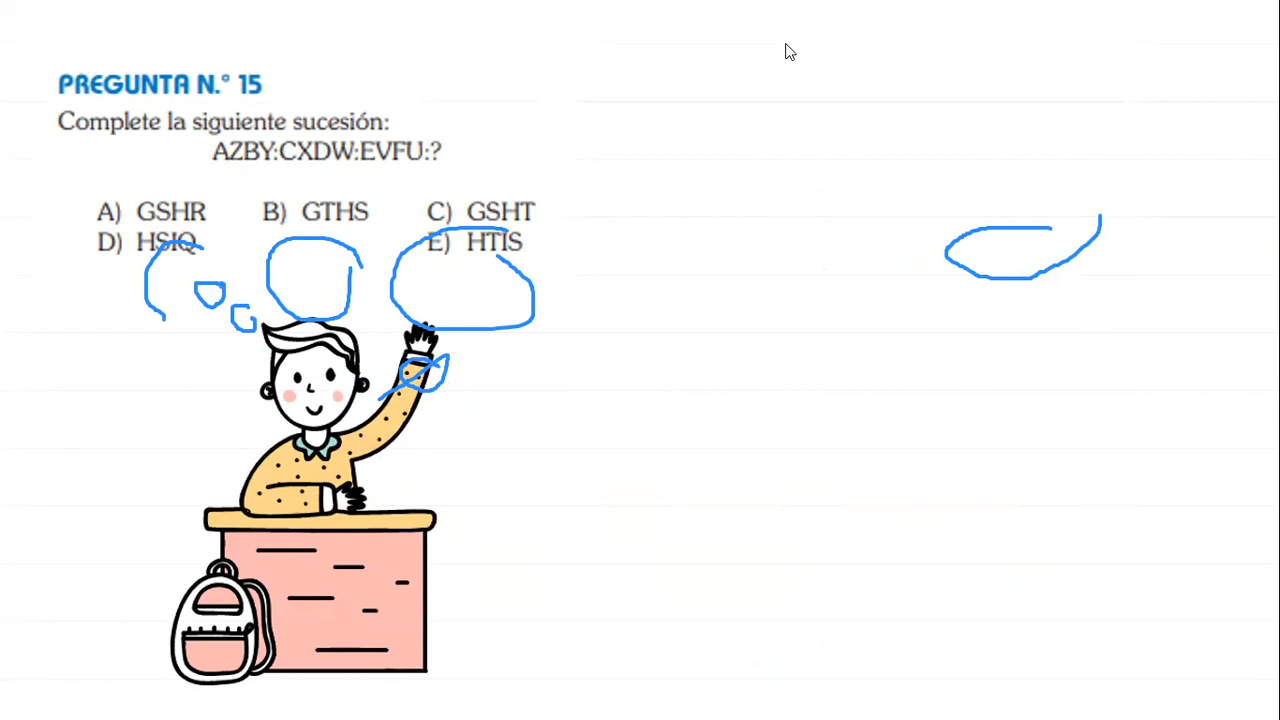 PREGUNTA N.° 15
Complete la siguiente sucesión:
AZBY:CXDW:EVFU:?
A) GSHR B) GTHS C) GSHT
D) HSIQ E) HTIS